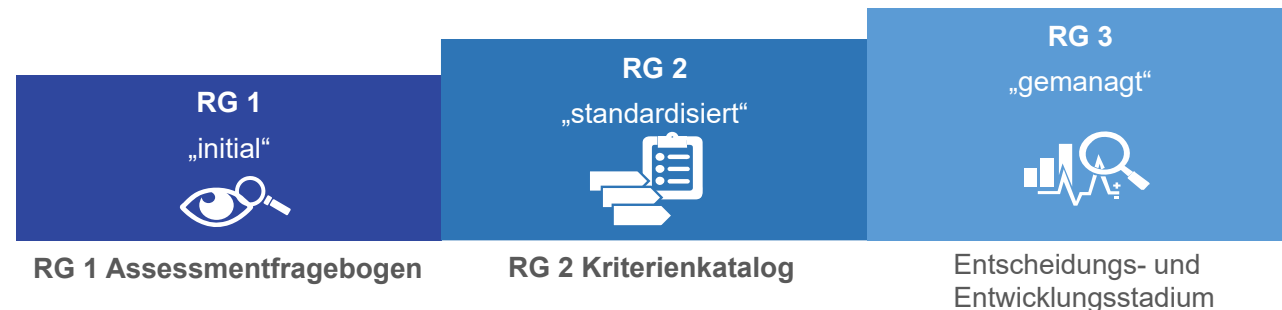 RG 1
„initial“
RG 1 Assessmentfragebogen
RG 2
„standardisiert“
RG 2 Kriterienkatalog
RG 3
„gemanagt“
Entscheidungs- und
Entwicklungsstadium